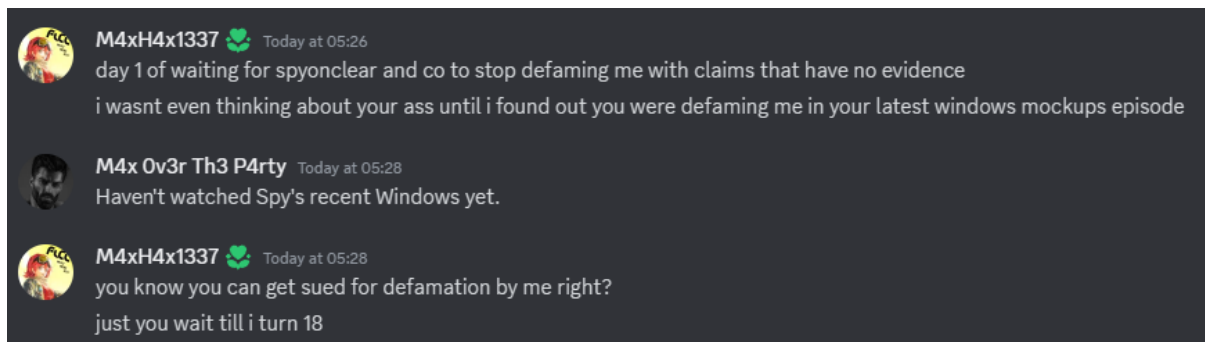 M4xH4x1337 Today at 05:26
day 1 of waiting for spyonclear and co to stop defaming me with claims that have no evidence
i wasnt even thinking about your ass until i found out you were defaming me in your latest windows mockups episode
M4x 0v3r Th3 P4rty Today at 05:28
Haven't watched Spy's recent Windows yet.
M4xH4x1337 Today at 05:28
you know you can get sued for defamation by me right?
just you wait till i turn 18